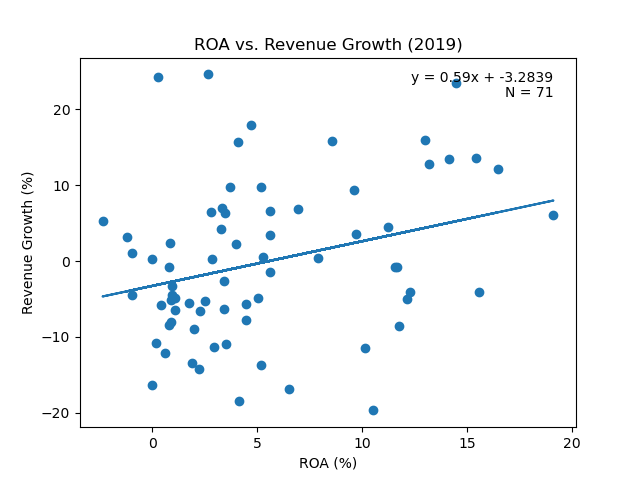 ROA vs. Revenue Growth (2019)
y = 0.59x + -3.2839
N = 71
Revenue Growth (%)
20
10
0
−10
−20
0 5 10 15 20
ROA (%)